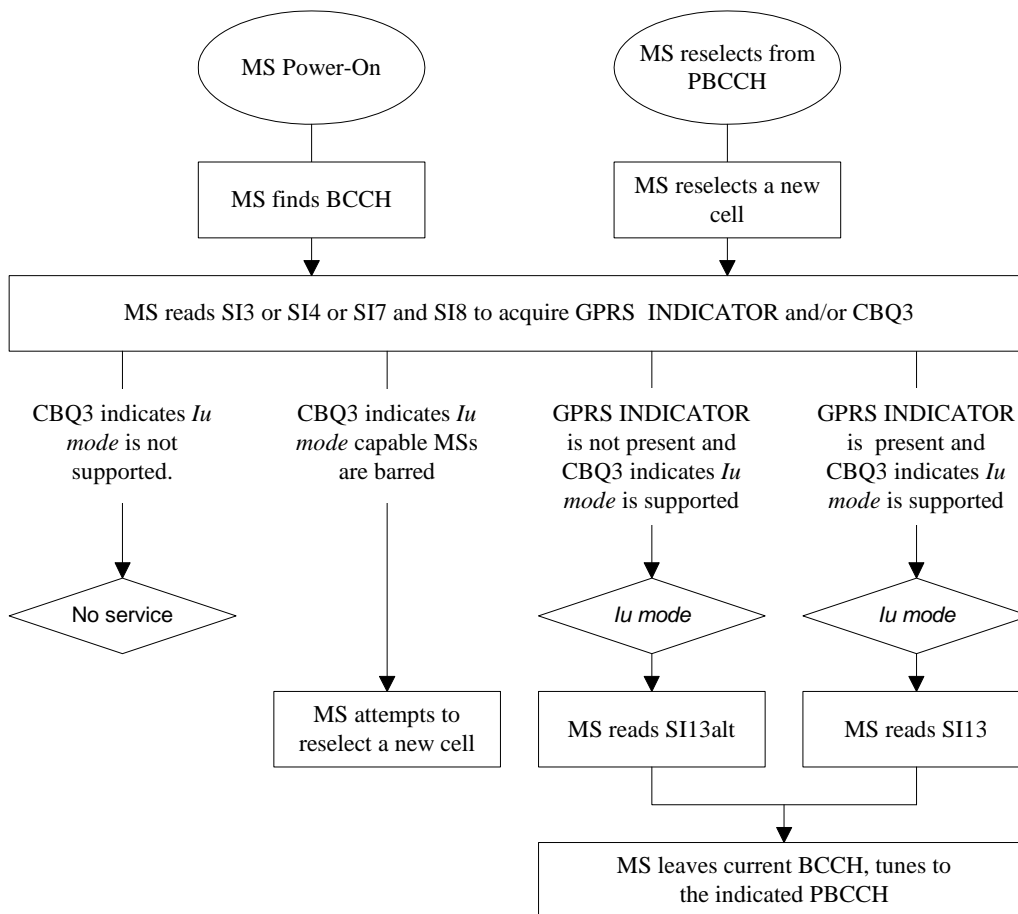 MS Power-On
MS reselects from
PBCCH
MS finds BCCH
MS reselects a new
cell
MS reads SI3 or SI4 or SI7 and SI8 to acquire GPRS  INDICATOR and/or CBQ3
CBQ3 indicates Iu
mode is not
supported.
CBQ3 indicates Iu
mode capable MSs
are barred
GPRS INDICATOR
is not present and
CBQ3 indicates Iu
mode is supported
GPRS INDICATOR
is  present and
CBQ3 indicates Iu
mode is supported
No service
Iu mode
Iu mode
MS attempts to
reselect a new cell
MS reads SI13alt
MS reads SI13
MS leaves current BCCH, tunes to
the indicated PBCCH